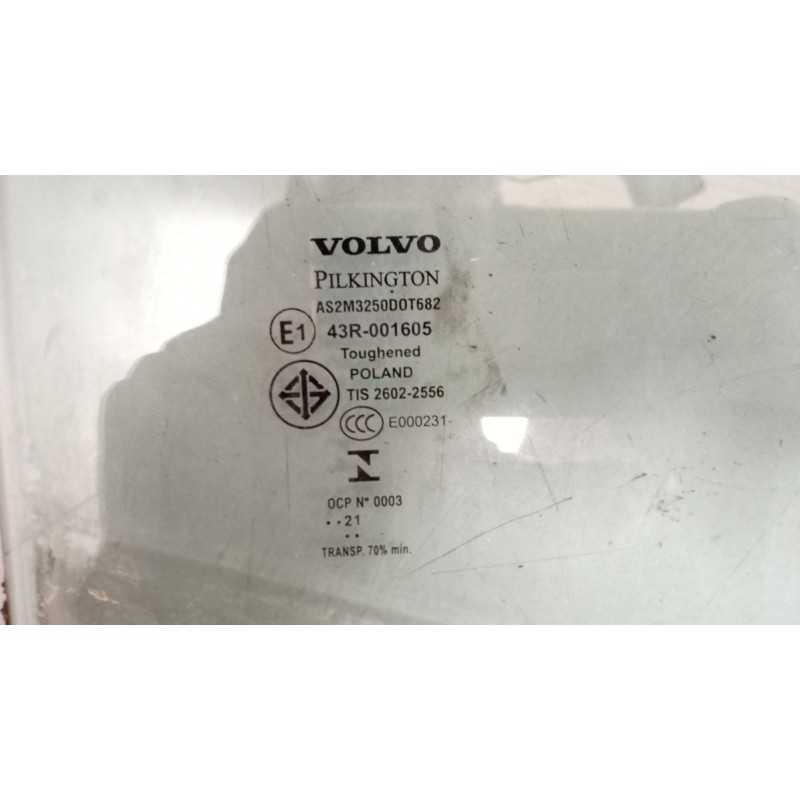 VOLVO
PILKINGTON
AS2M3250DOT682
E1 43R-001605
Toughened
POLAND
TIS 2602-2556
CCC E000231
OCP N° 0003
..21
..
TRANSP. 70% min.